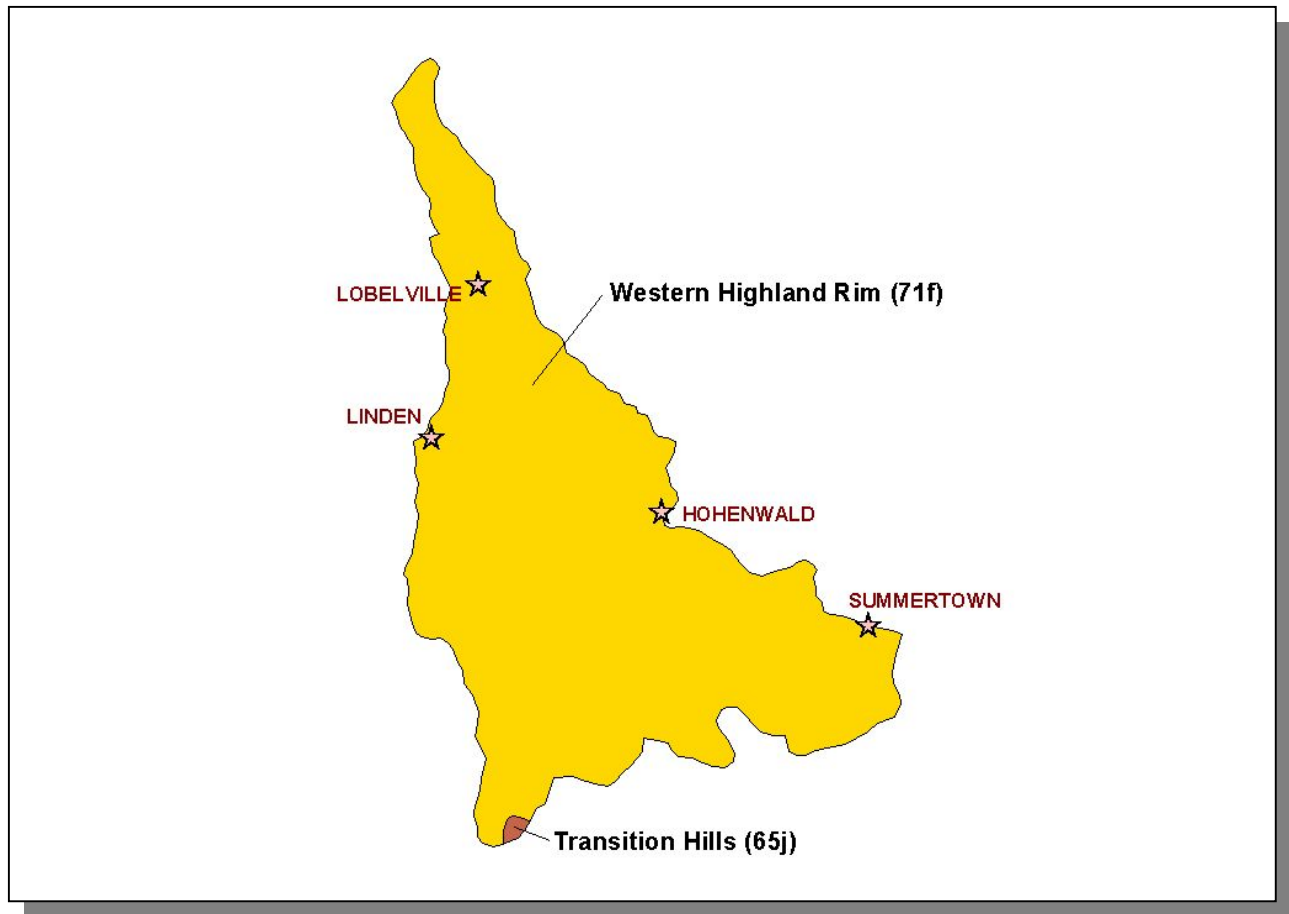 LOBELVILLE
Western Highland Rim (71f)
LINDEN
HOHENWALD
SUMMERTOWN
Transition Hills (65j)